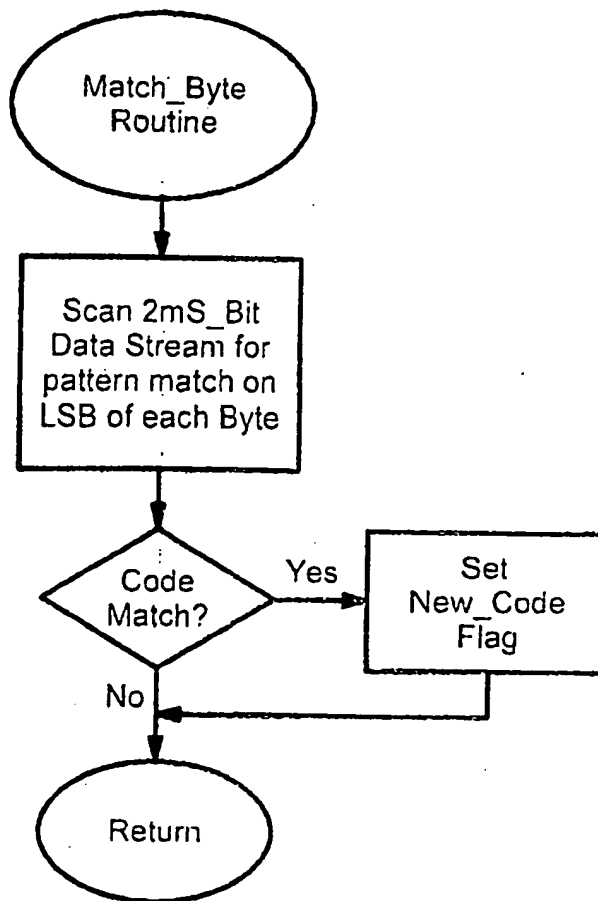 Match_Byte
Routine
Scan 2mS_Bit
Data Stream for
pattern match on
LSB of each Byte
Code
Match?
Yes
Set
New_Code
Flag
No
Return